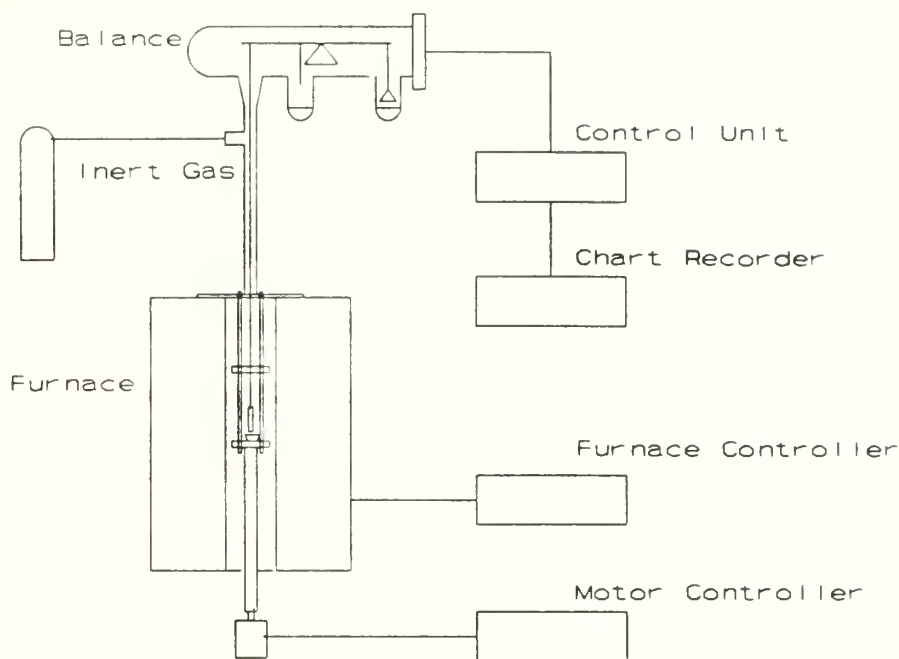 Balance
Control Unit
Inert Gas
Chart Recorder
Furnace
Furnace Controller
Motor Controller